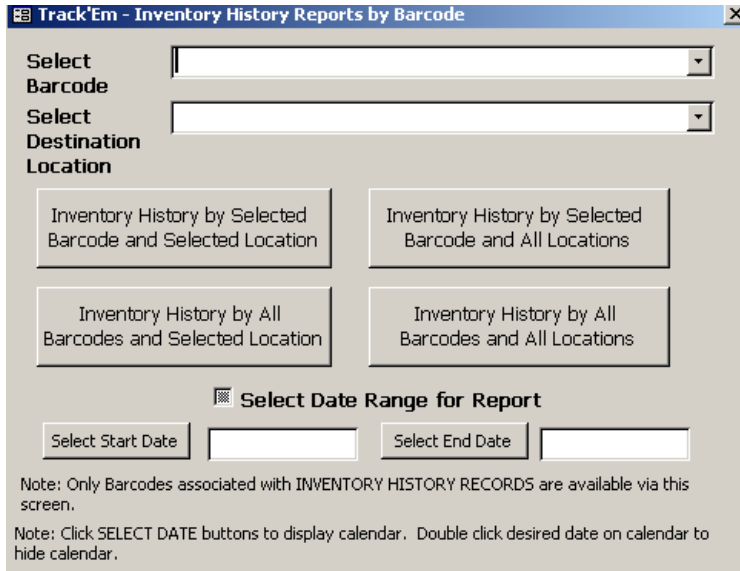 Track'Em - Inventory History Reports by Barcode
Select
Barcode
Select
Destination
Location
Inventory History by Selected
Barcode and Selected Location
Inventory History by Selected
Barcode and All Locations
Inventory History by All
Barcodes and Selected Location
Inventory History by All
Barcodes and All Locations
Select Date Range for Report
Select Start Date
Select End Date
Note: Only Barcodes associated with INVENTORY HISTORY RECORDS are available via this
screen.
Note: Click SELECT DATE buttons to display calendar.  Double click desired date on calendar to
hide calendar.